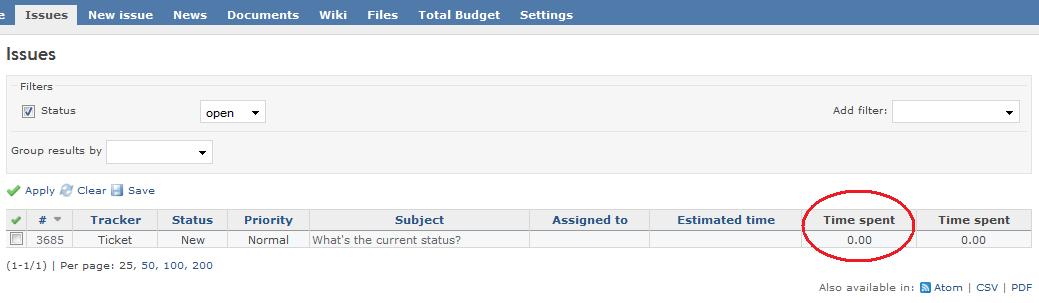 e Issues New issue News Documents Wiki Files Total Budget Settings
Issues
Filters
Status open Add filter:
Group results by
Apply Clear Save
# Tracker Status Priority Subject Assigned to Estimated time Time spent Time spent
3685 Ticket New Normal What's the current status? 0.00 0.00
(1-1/1) | Per page: 25, 50, 100, 200
Also available in: Atom | CSV | PDF